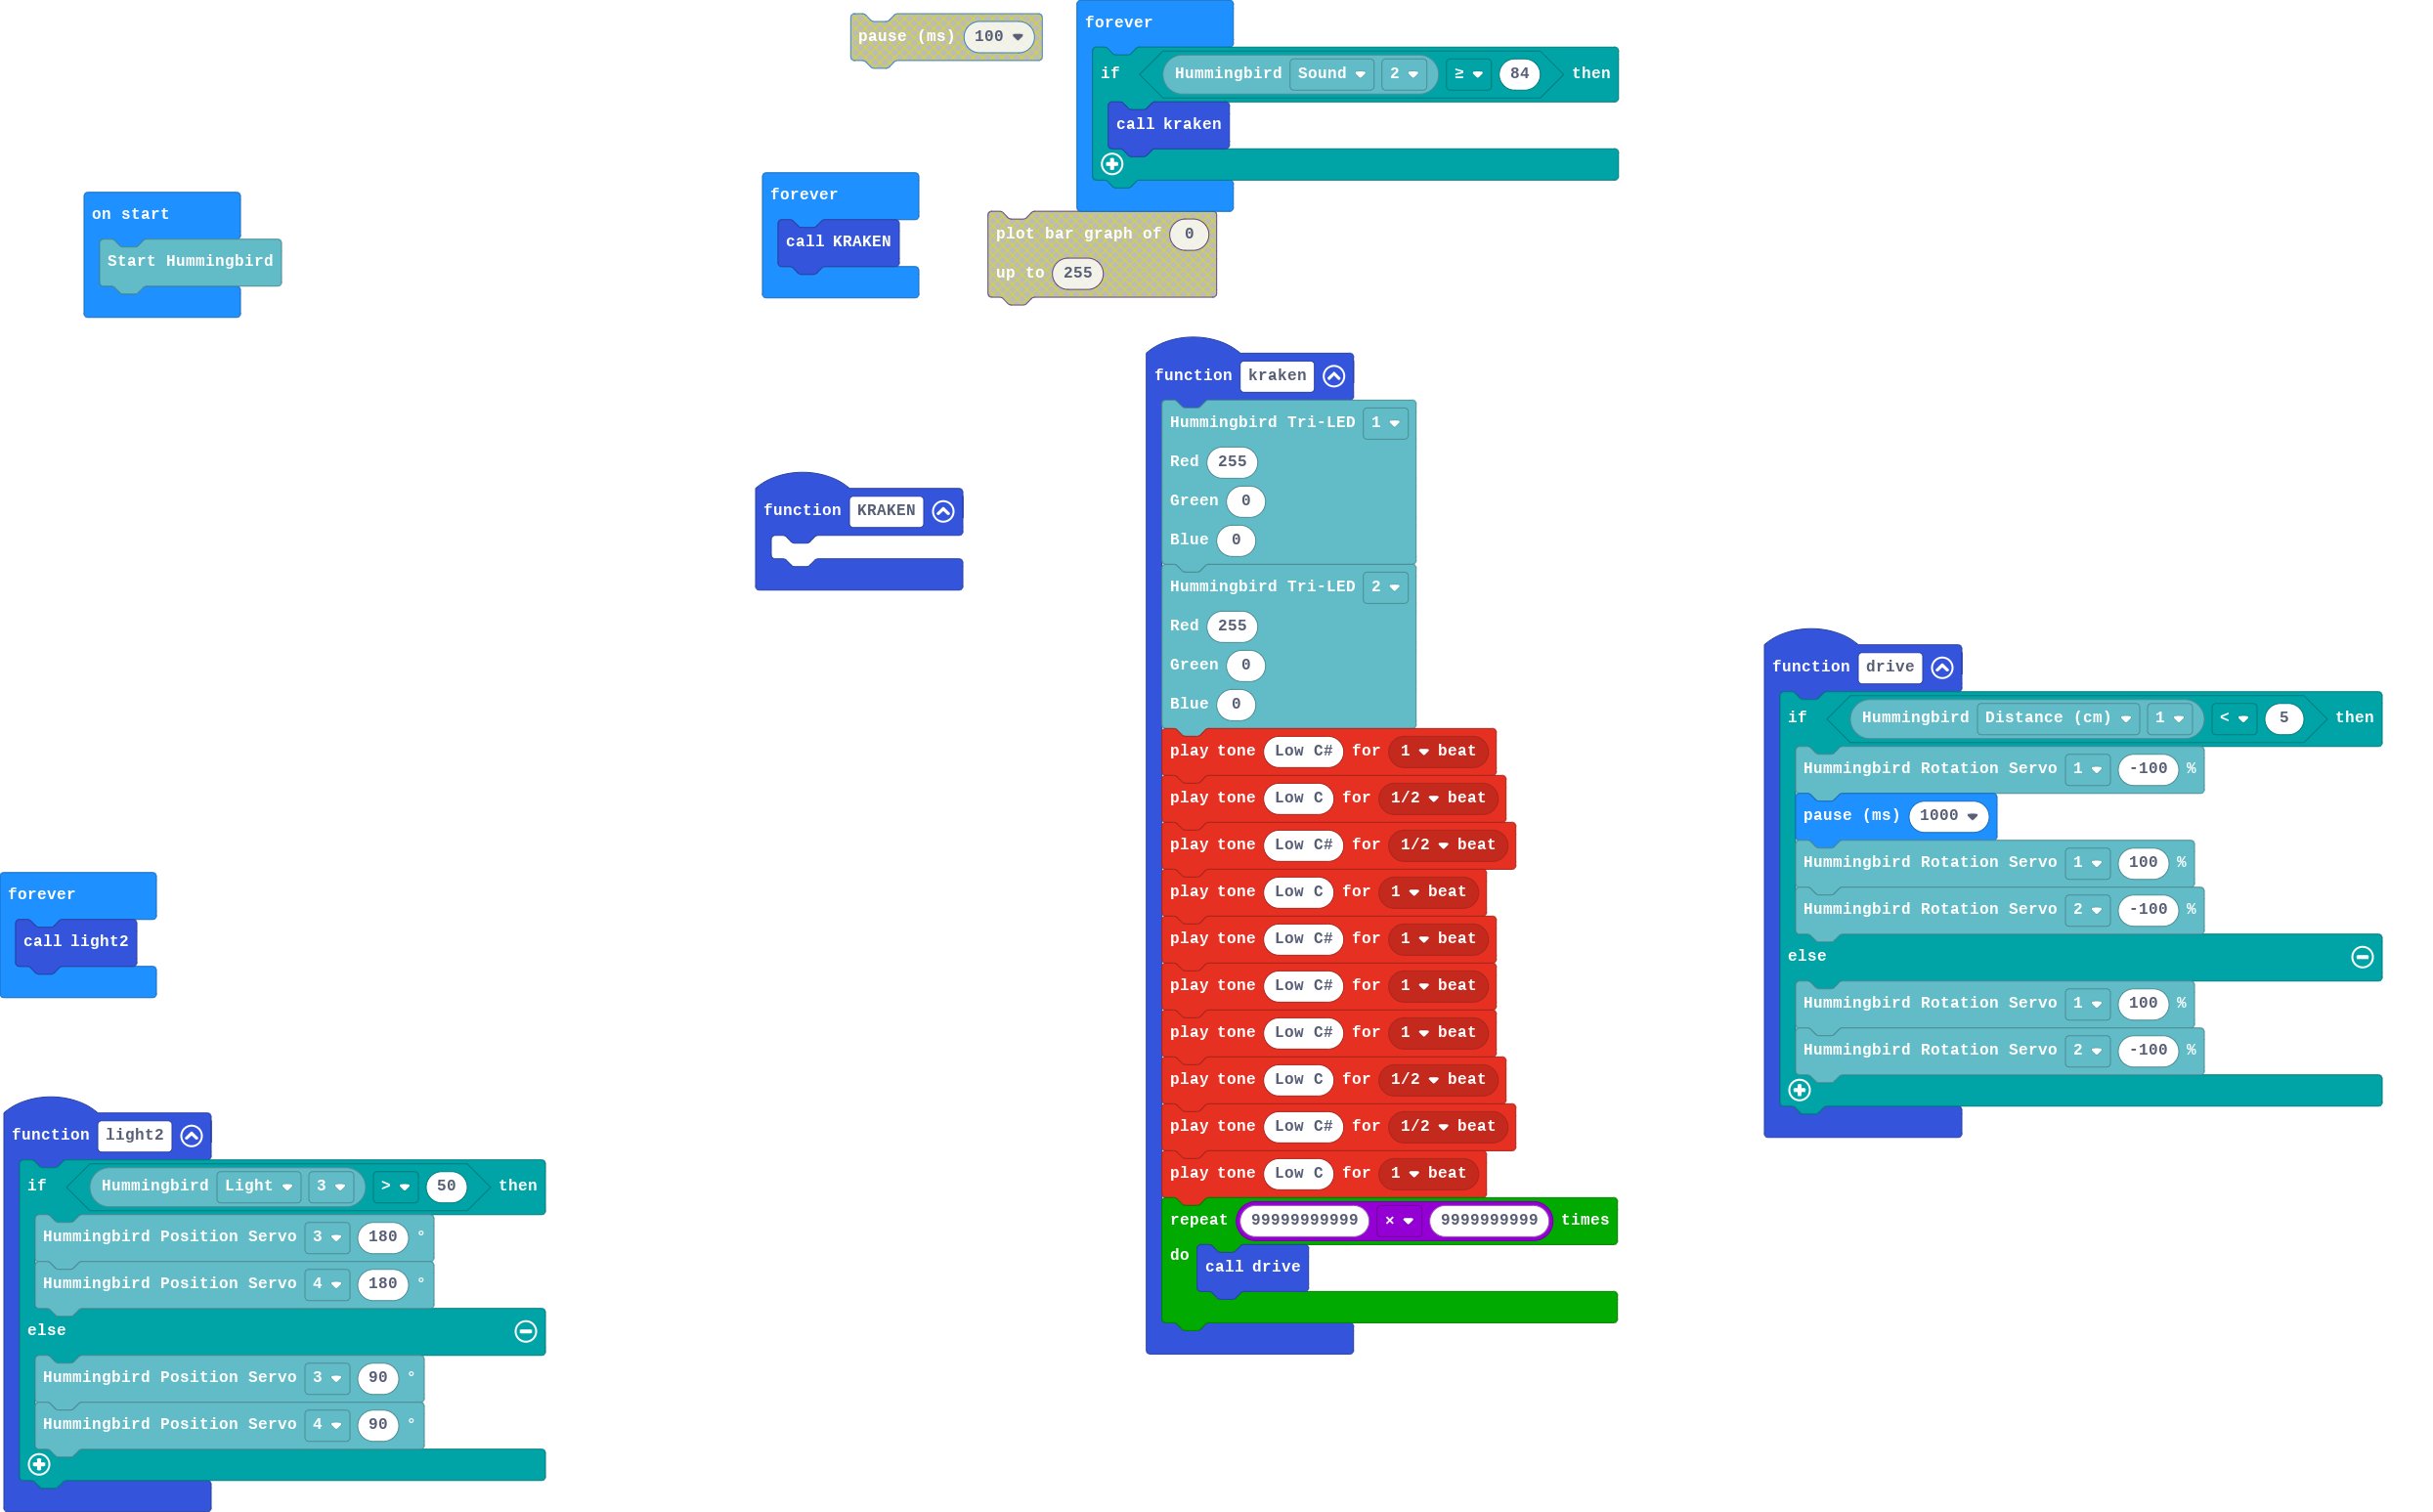 pause (ms) 100
forever
if Hummingbird Sound 2 ≥ 84 then
call kraken
on start
Start Hummingbird
forever
call KRAKEN
plot bar graph of 0
up to 255
function KRAKEN
function kraken
Hummingbird Tri-LED 1
Red 255
Green 0
Blue 0
Hummingbird Tri-LED 2
Red 255
Green 0
Blue 0
play tone Low C# for 1 beat
play tone Low C for 1/2 beat
play tone Low C# for 1/2 beat
play tone Low C for 1 beat
play tone Low C# for 1 beat
play tone Low C# for 1 beat
play tone Low C# for 1 beat
play tone Low C for 1/2 beat
play tone Low C# for 1/2 beat
play tone Low C for 1 beat
repeat 99999999999 × 9999999999 times
do call drive
function drive
if Hummingbird Distance (cm) 1 < 5 then
Hummingbird Rotation Servo 1 -100 %
pause (ms) 1000
Hummingbird Rotation Servo 1 100 %
Hummingbird Rotation Servo 2 -100 %
else
Hummingbird Rotation Servo 1 100 %
Hummingbird Rotation Servo 2 -100 %
forever
call light2
function light2
if Hummingbird Light 3 > 50 then
Hummingbird Position Servo 3 180 °
Hummingbird Position Servo 4 180 °
else
Hummingbird Position Servo 3 90 °
Hummingbird Position Servo 4 90 °